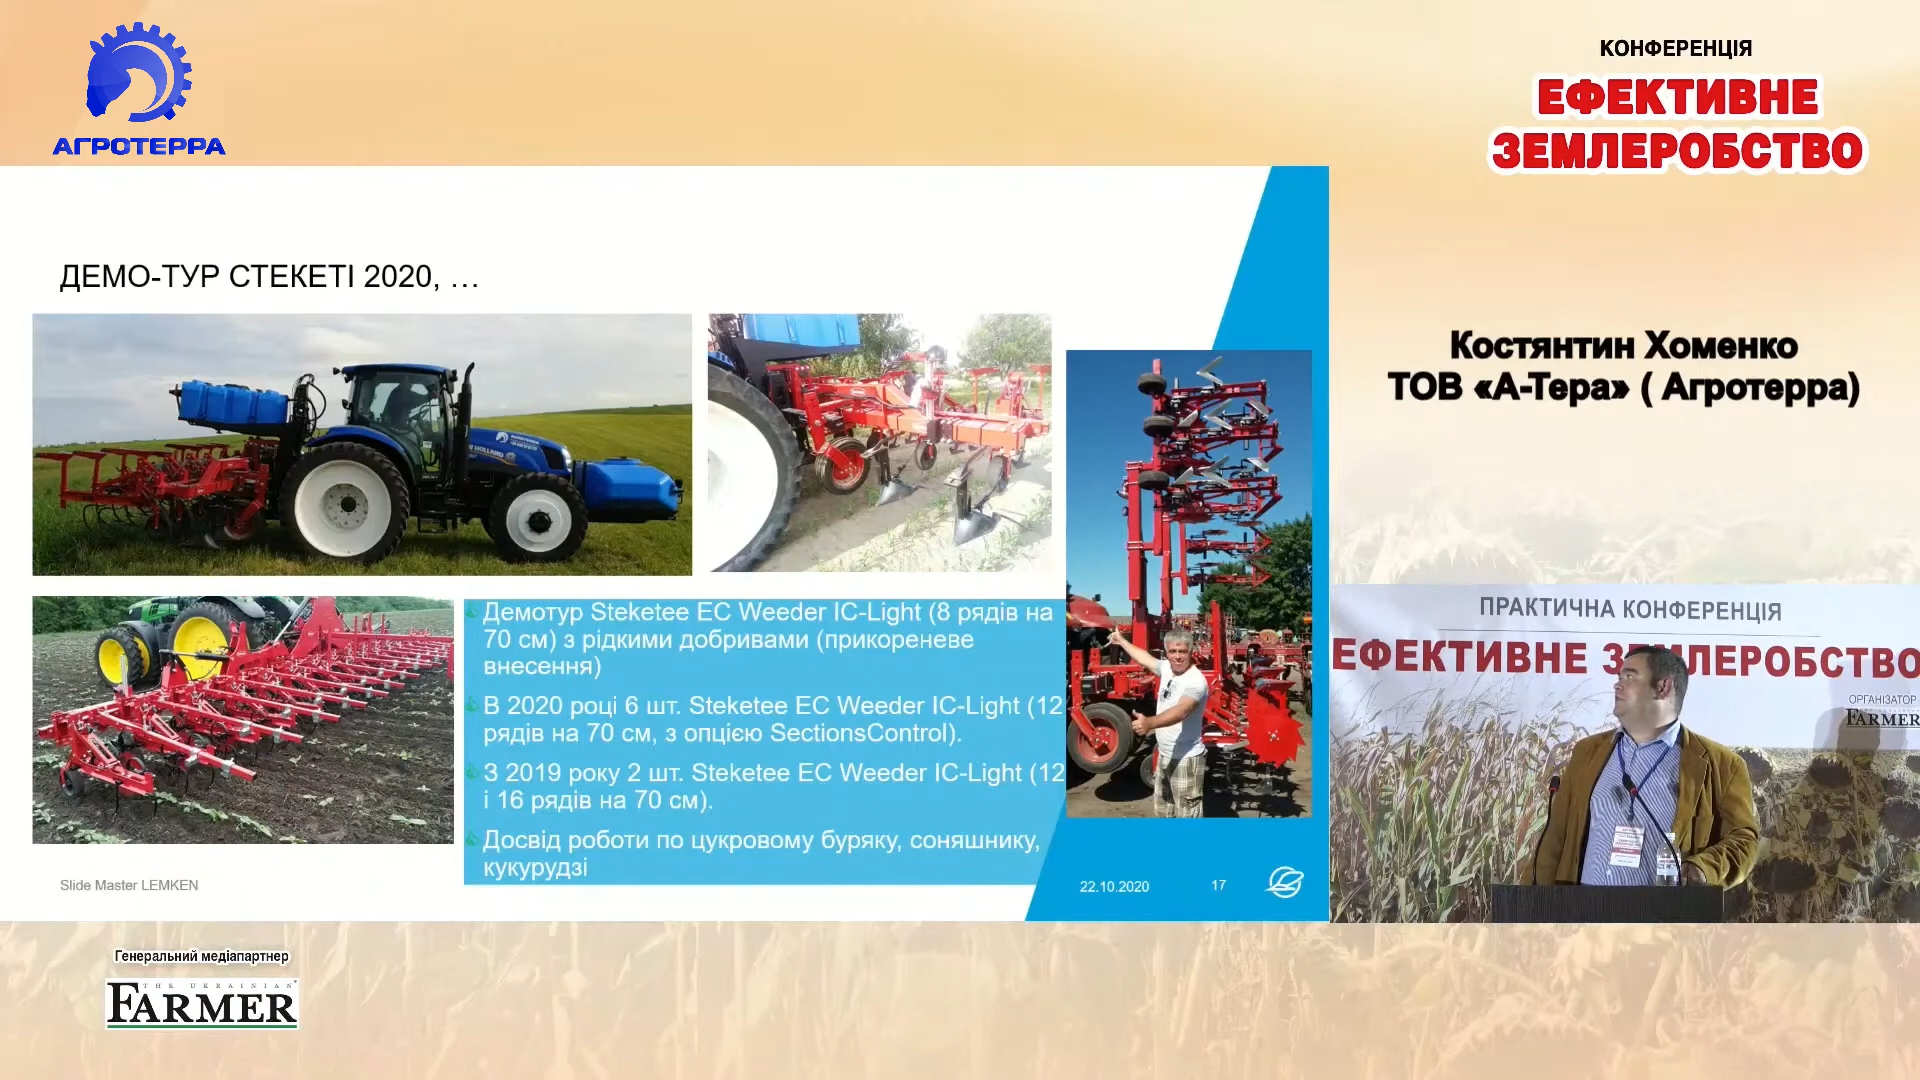 АГРОТЕРРА
КОНФЕРЕНЦІЯ
ЕФЕКТИВНЕ
ЗЕМЛЕРОБСТВО
ДЕМО-ТУР СТЕКЕТІ 2020, …
Костянтин Хоменко
ТОВ «А-Тера» ( Агротерра)
Демотур Steketee EC Weeder IC-Light (8 рядів на
70 см) з рідкими добривами (прикореневе
внесення)
В 2020 році 6 шт. Steketee EC Weeder IC-Light (12
рядів на 70 см, з опцією SectionsControl).
З 2019 року 2 шт. Steketee EC Weeder IC-Light (12
і 16 рядів на 70 см).
Досвід роботи по цукровому буряку, соняшнику,
кукурудзі
Slide Master LEMKEN
22.10.2020
17
ПРАКТИЧНА КОНФЕРЕНЦІЯ
ЕФЕКТИВНЕ ЗЕМЛЕРОБСТВО
ОРГАНІЗАТОР
FARMER
Генеральний медіапартнер
THE UKRAINIAN
FARMER